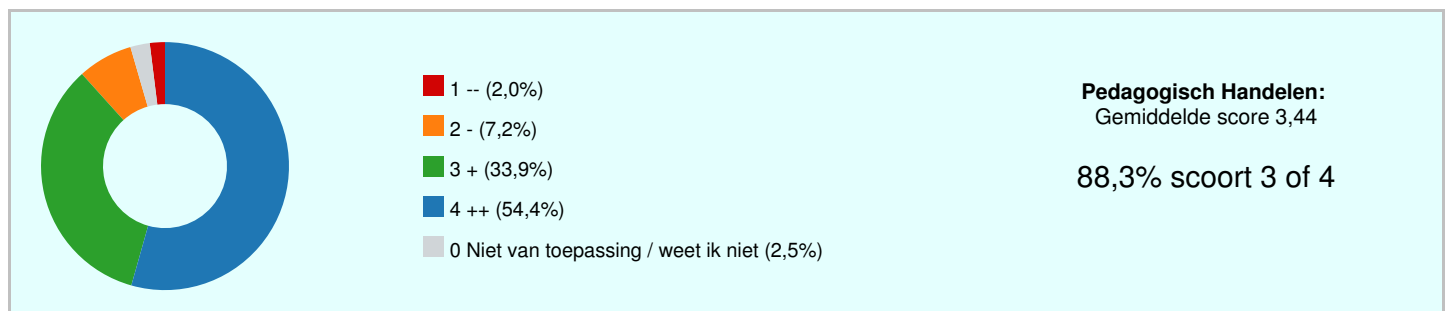 1 -- (2,0%)
2 - (7,2%)
3 + (33,9%)
4 ++ (54,4%)
0 Niet van toepassing / weet ik niet (2,5%)
Pedagogisch Handelen:
Gemiddelde score 3,44
88,3% scoort 3 of 4